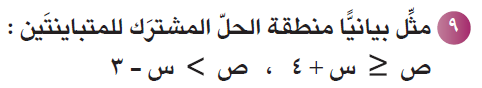 ٩ مثِّل بيانيًّا منطقة الحلّ المشترَك للمتباينتَين :
ص ≤ س + ٤ ، ص < س - ٣